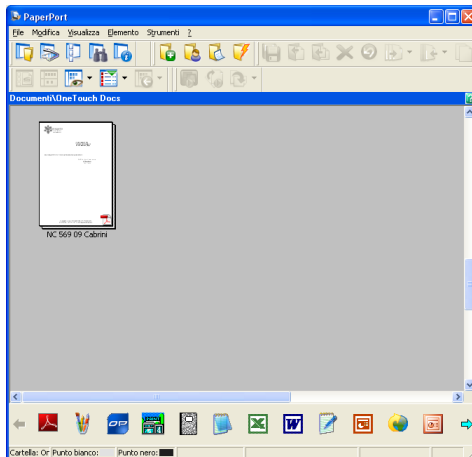 PaperPort
File Modifica Visualizza Elemento Strumenti ?
Documenti\OneTouch Docs
NC 569 09 Cabrini
Cartella: Or Punto bianco: Punto nero: